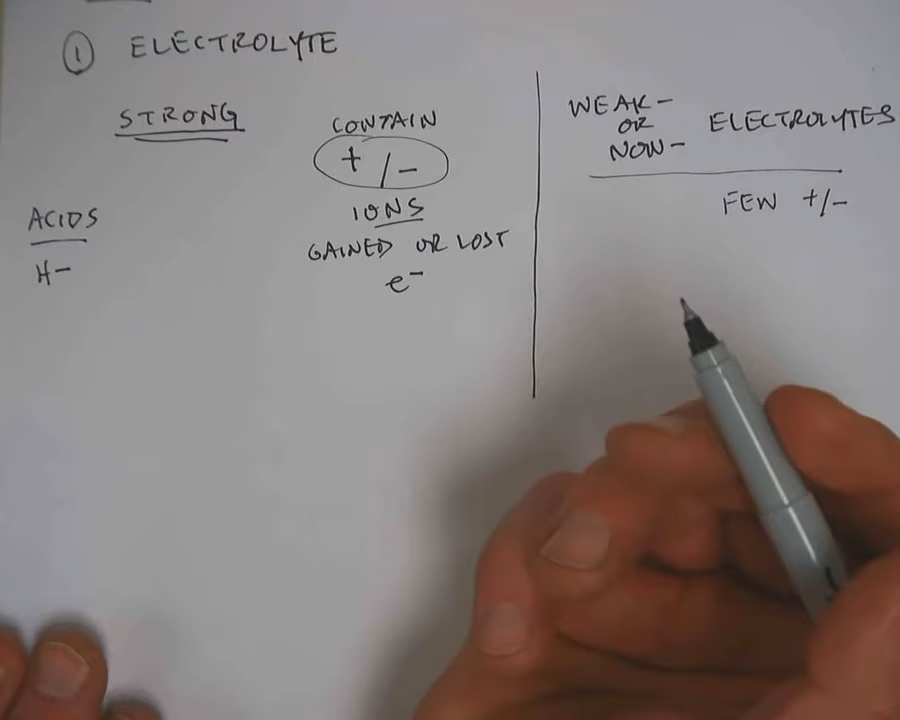 ① ELECTROLYTE
STRONG
ACIDS
H-
CONTAIN
+/-
IONS
GAINED OR LOST
e⁻
WEAK-
OR
NON-
ELECTROLYTES
FEW +/-